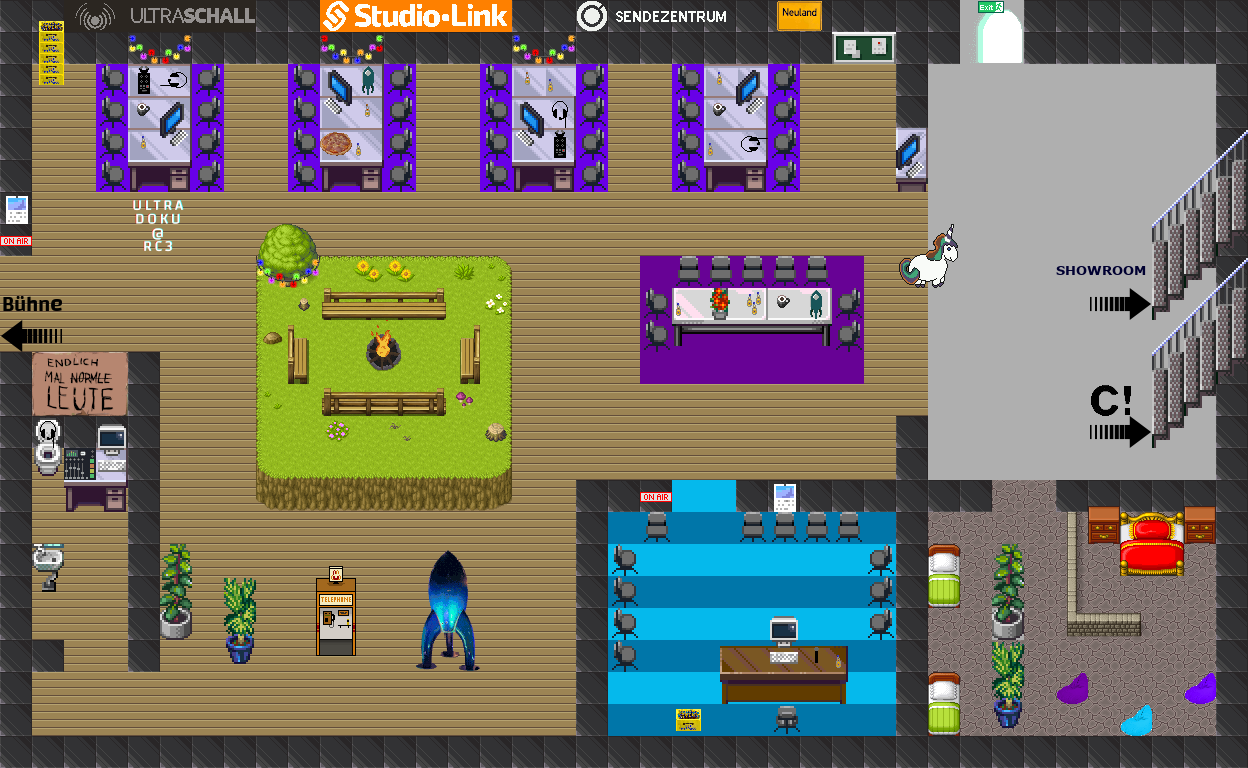 ULTRASCHALL
Studio-Link
SENDEZENTRUM
Neuland
Exit
ULTRA
DOKU
@
RC3
ON AIR
Bühne
SHOWROOM
ENDLICH
MAL NORMLE
LEUTE
C!
ON AIR
TELEPHONE